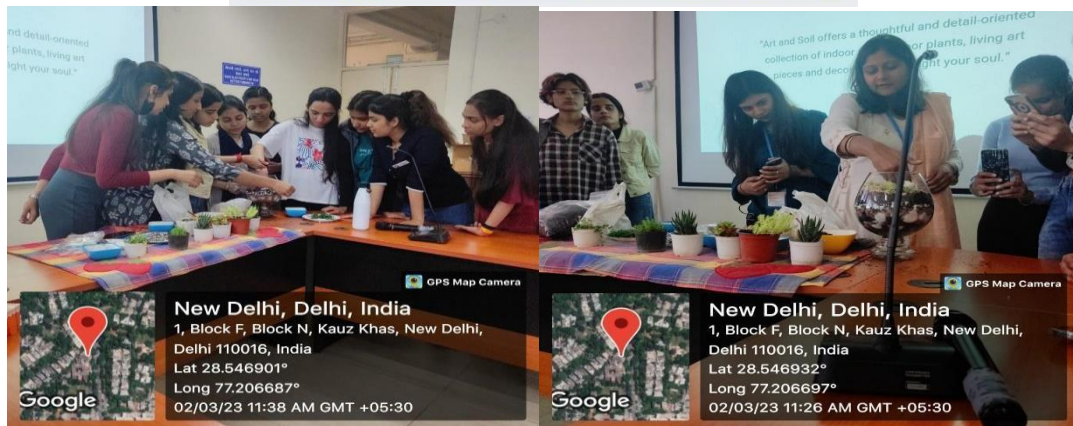 nd detail-oriented
r plants, living art
ght your soul."
GPS Map Camera
Google
New Delhi, Delhi, India
1, Block F, Block N, Kauz Khas, New Delhi,
Delhi 110016, India
Lat 28.546901°
Long 77.206687°
02/03/23 11:38 AM GMT +05:30
"Art and Soil offers a thoughtful and detail-oriented
collection of indoor or plants, living art
pieces and deco ght your soul."
GPS Map Camera
Google
New Delhi, Delhi, India
1, Block F, Block N, Kauz Khas, New Delhi,
Delhi 110016, India
Lat 28.546932°
Long 77.206697°
02/03/23 11:26 AM GMT +05:30